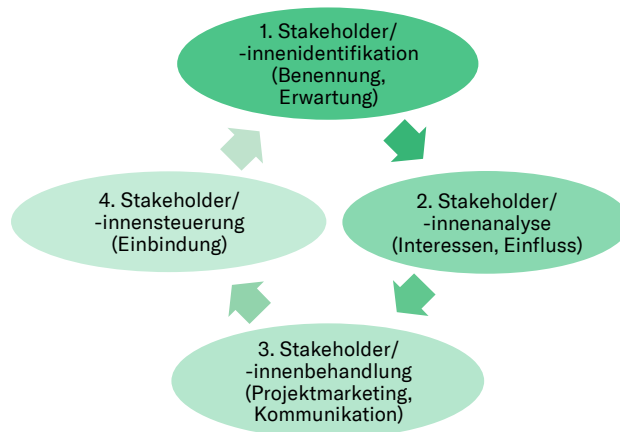 1. Stakeholder/
-innenidentifikation
(Benennung,
Erwartung)
2. Stakeholder/
-innenanalyse
(Interessen, Einfluss)
3. Stakeholder/
-innenbehandlung
(Projektmarketing,
Kommunikation)
4. Stakeholder/
-innensteuerung
(Einbindung)